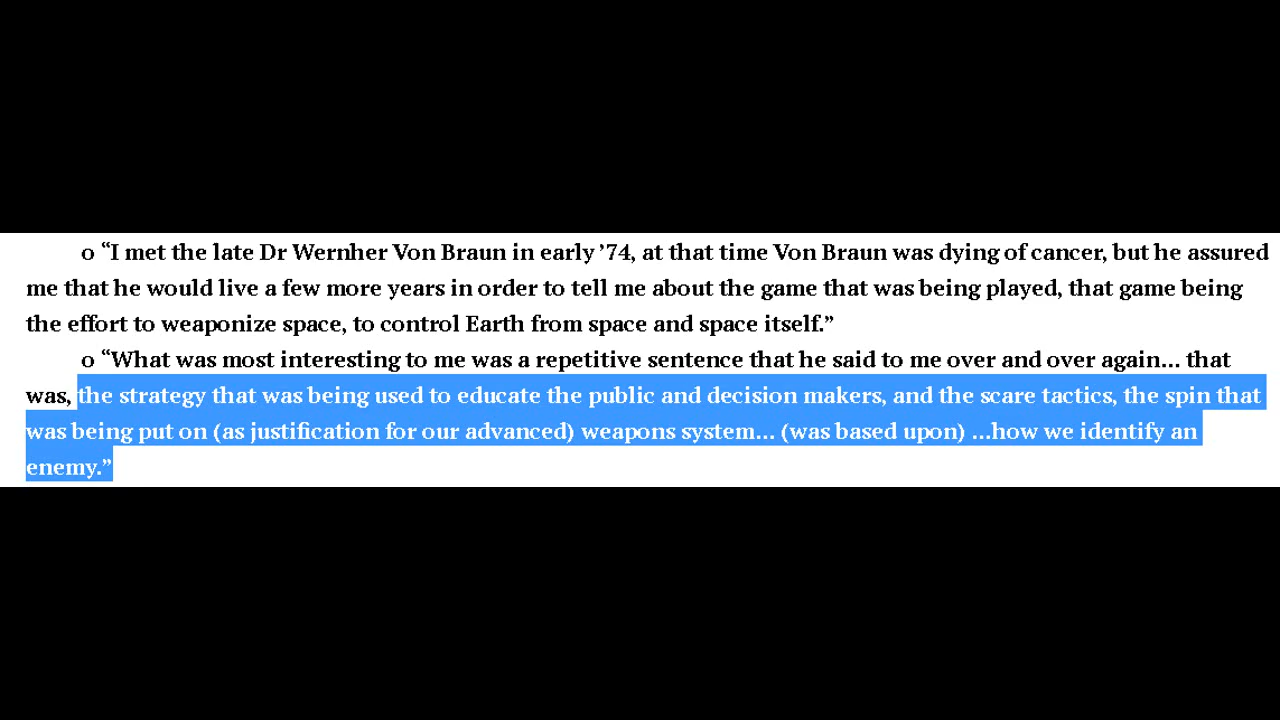 o “I met the late Dr Wernher Von Braun in early ’74, at that time Von Braun was dying of cancer, but he assured
me that he would live a few more years in order to tell me about the game that was being played, that game being
the effort to weaponize space, to control Earth from space and space itself.”
o “What was most interesting to me was a repetitive sentence that he said to me over and over again... that
was, the strategy that was being used to educate the public and decision makers, and the scare tactics, the spin that
was being put on (as justification for our advanced) weapons system... (was based upon) ...how we identify an
enemy.”